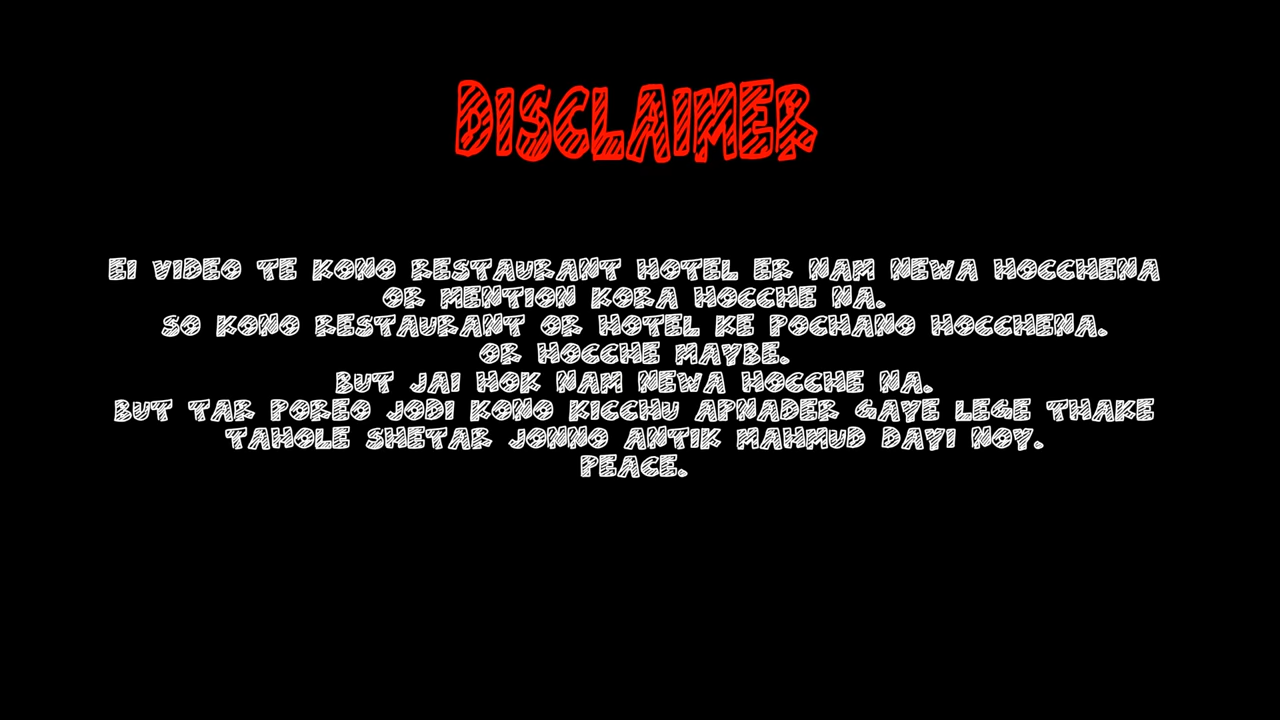 DISCLAIMER
EI VIDEO TE KONO RESTAURANT HOTEL ER NAM NEWA HOCCHENA
OR MENTION KORA HOCCHE NA.
SO KONO RESTAURANT OR HOTEL KE POCHANO HOCCHENA.
OR HOCCHE MAYBE.
BUT JAI HOK NAM NEWA HOCCHE NA.
BUT TAR POREO JODI KONO KICCHU APNADER GAYE LEGE THAKE
TAHOLE SHETAR JONNO ANTIK MAHMUD DAYI NOY.
PEACE.